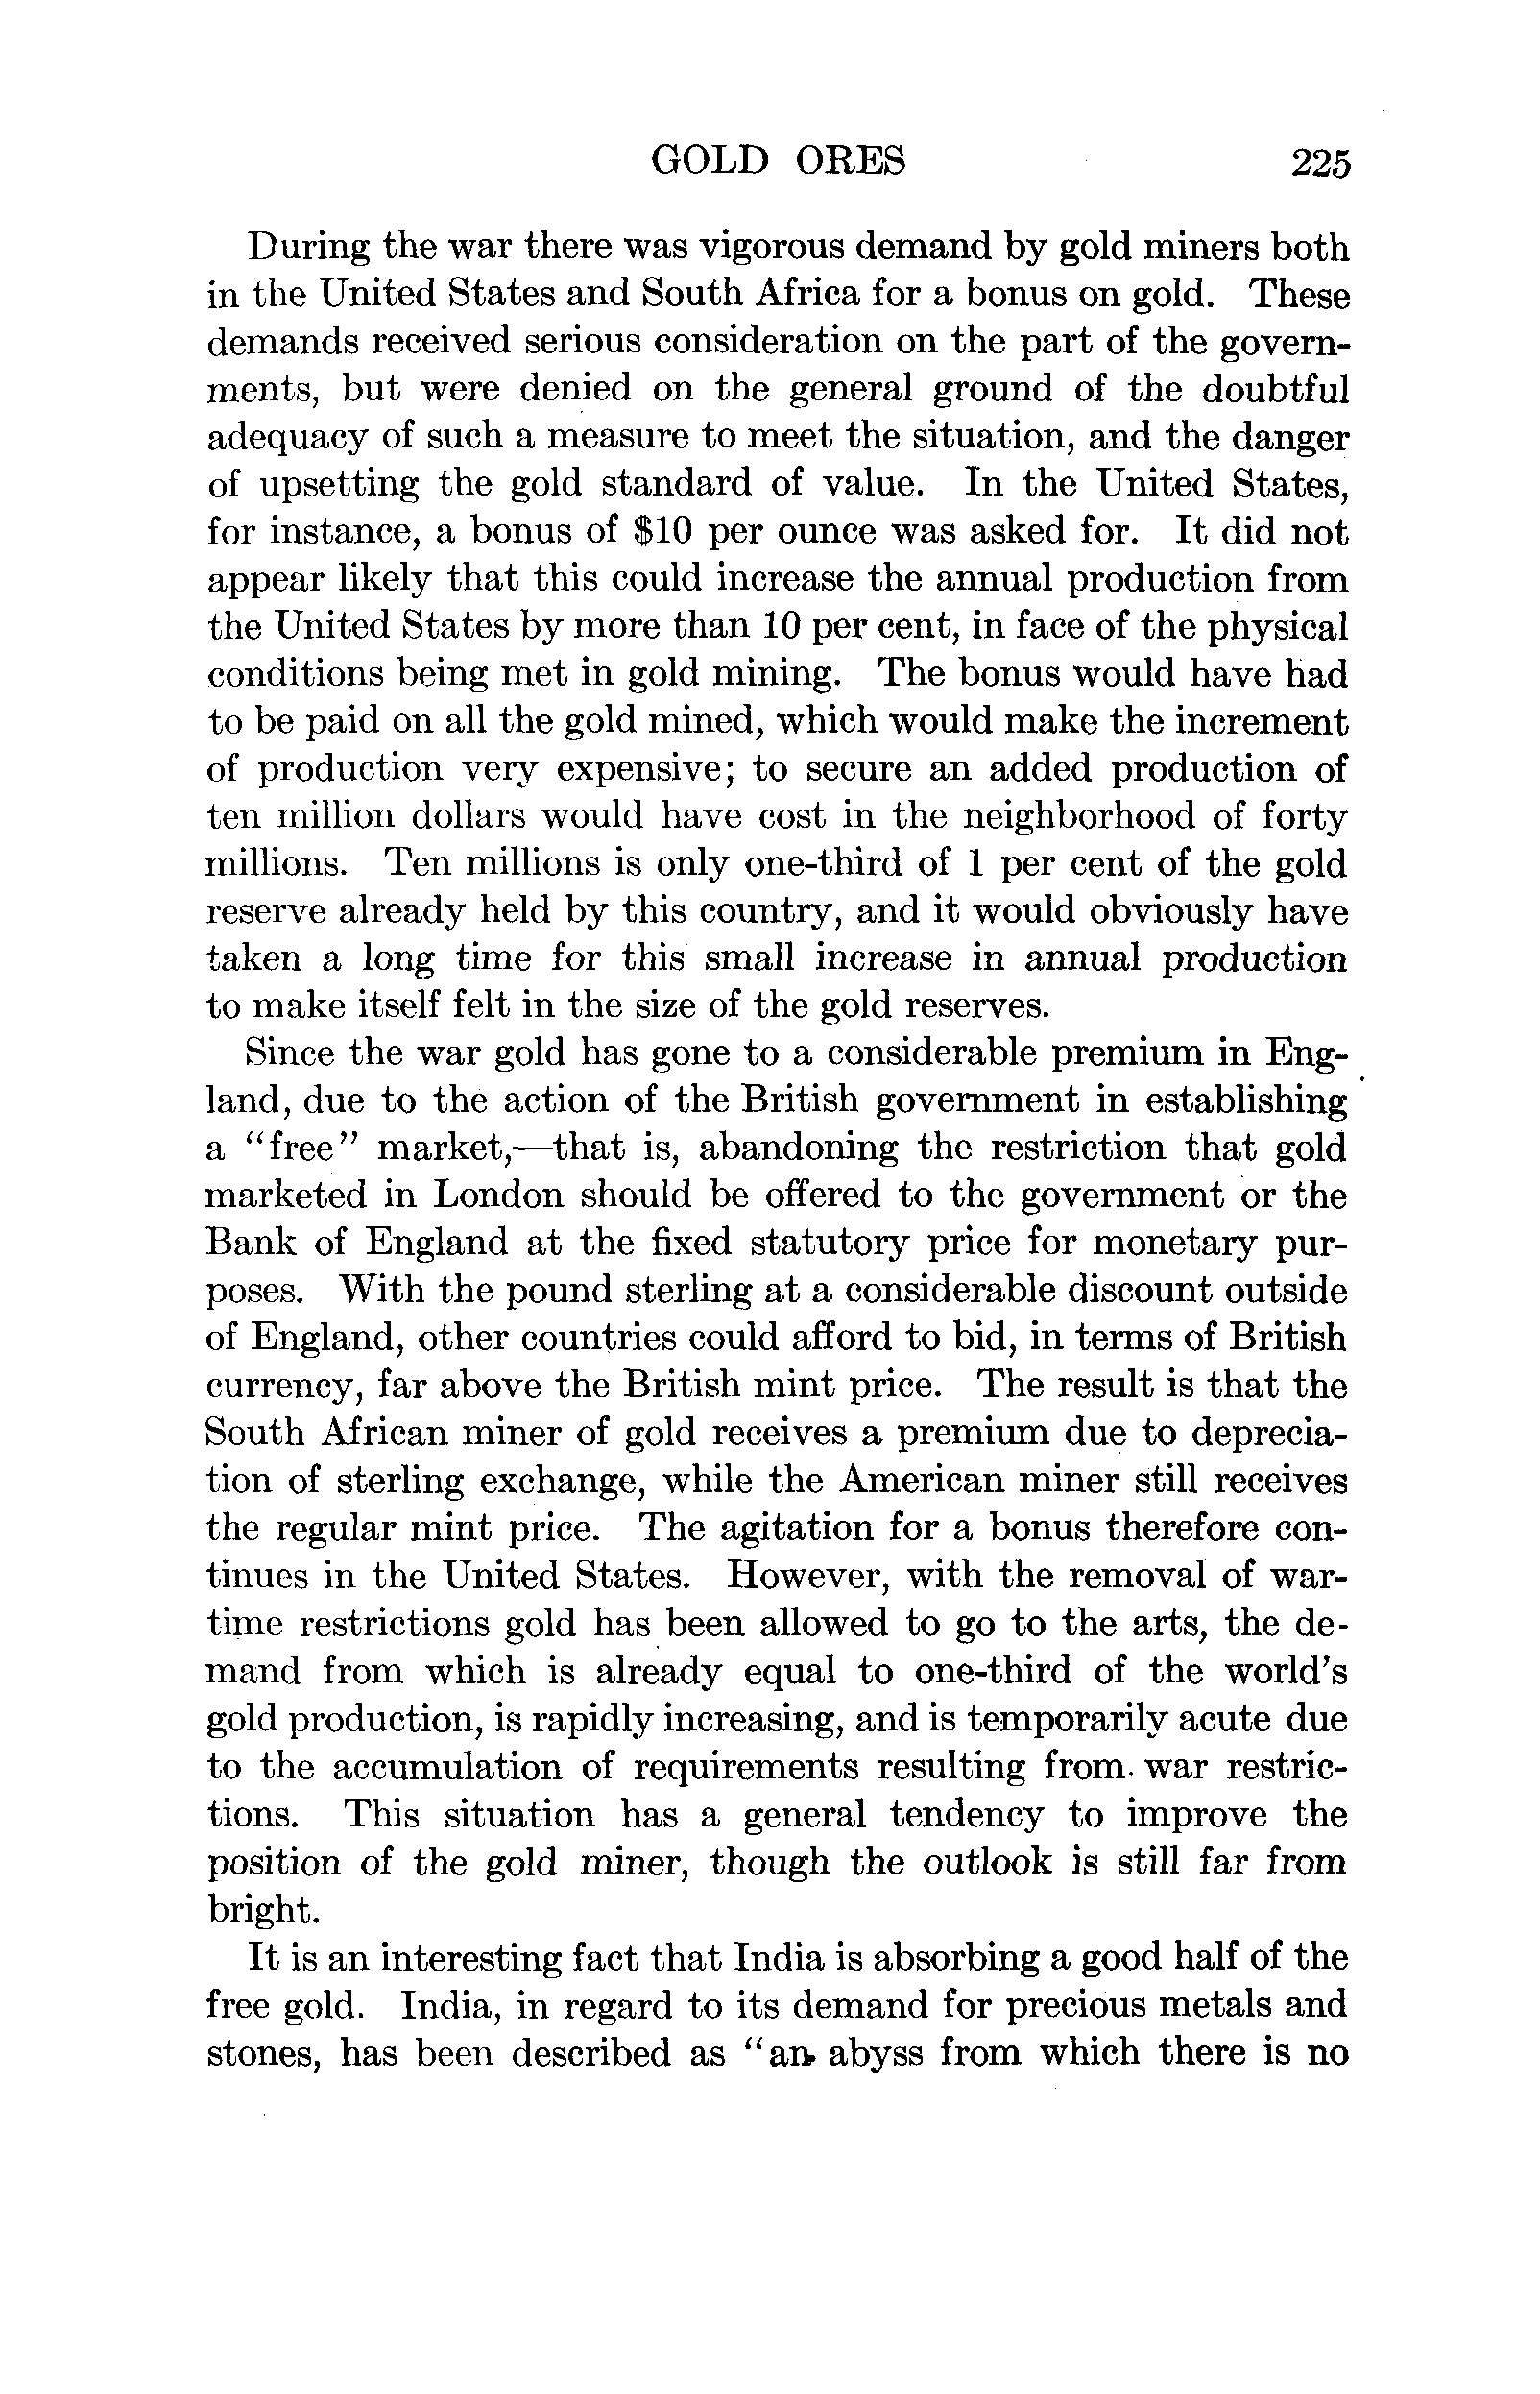 GOLD ORES 225
During the war there was vigorous demand by gold miners both
in the United States and South Africa for a bonus on gold. These
demands received serious consideration on the part of the govern-
ments, but were denied on the general ground of the doubtful
adequacy of such a measure to meet the situation, and the danger
of upsetting the gold standard of value. In the United States,
for instance, a bonus of $10 per ounce was asked for. It did not
appear likely that this could increase the annual production from
the United States by more than 10 per cent, in face of the physical
conditions being met in gold mining. The bonus would have had
to be paid on all the gold mined, which would make the increment
of production very expensive; to secure an added production of
ten million dollars would have cost in the neighborhood of forty
millions. Ten millions is only one-third of 1 per cent of the gold
reserve already held by this country, and it would obviously have
taken a long time for this small increase in annual production
to make itself felt in the size of the gold reserves.
Since the war gold has gone to a considerable premium in Eng-
land, due to the action of the British government in establishing
a "free" market,—that is, abandoning the restriction that gold
marketed in London should be offered to the government or the
Bank of England at the fixed statutory price for monetary pur-
poses. With the pound sterling at a considerable discount outside
of England, other countries could afford to bid, in terms of British
currency, far above the British mint price. The result is that the
South African miner of gold receives a premium due to deprecia-
tion of sterling exchange, while the American miner still receives
the regular mint price. The agitation for a bonus therefore con-
tinues in the United States. However, with the removal of war-
time restrictions gold has been allowed to go to the arts, the de-
mand from which is already equal to one-third of the world's
gold production, is rapidly increasing, and is temporarily acute due
to the accumulation of requirements resulting from war restric-
tions. This situation has a general tendency to improve the
position of the gold miner, though the outlook is still far from
bright.
It is an interesting fact that India is absorbing a good half of the
free gold. India, in regard to its demand for precious metals and
stones, has been described as "an abyss from which there is no